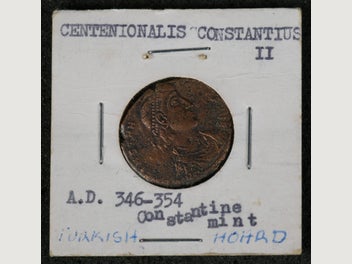 CENTENIONALIS CONSTANTIUS
II
A.D. 346-354
Constantine
mint
TURKISH HOARD